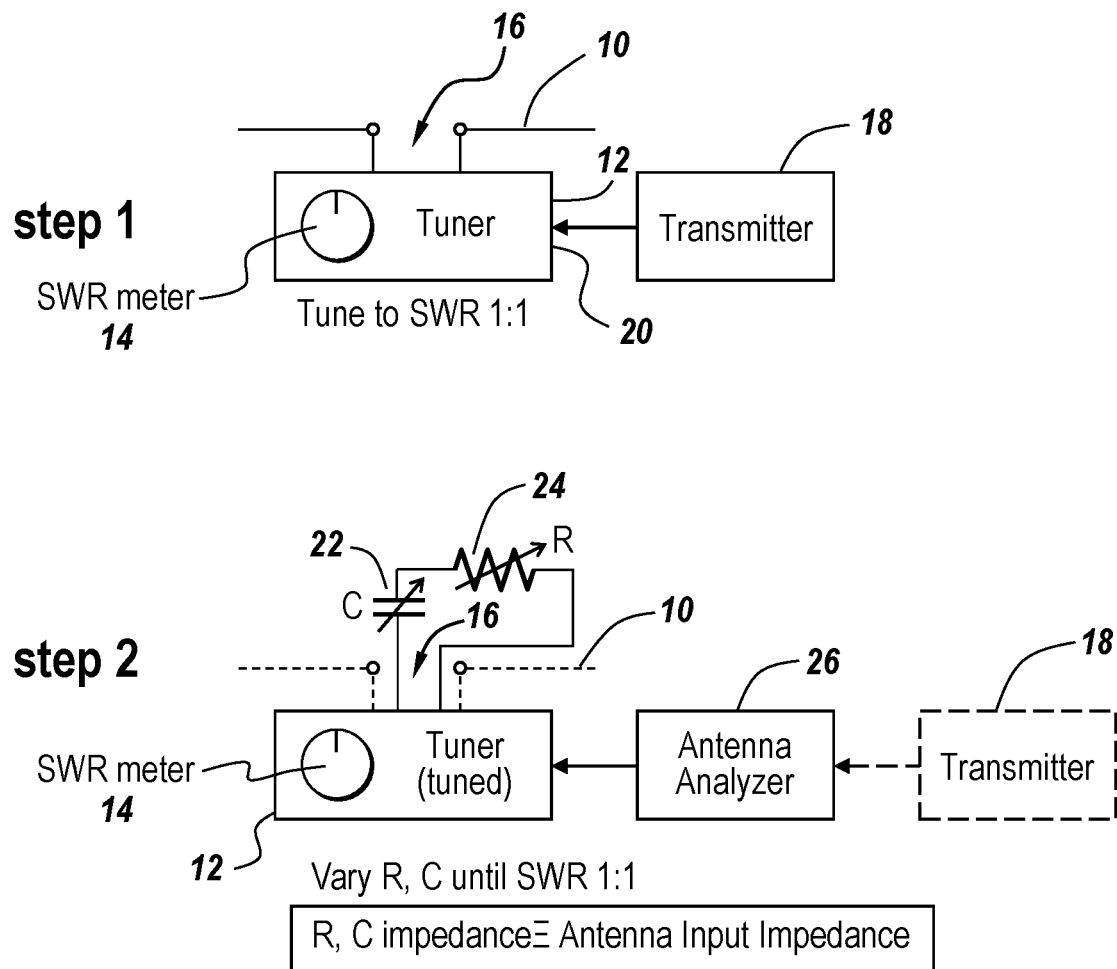 16
10
18
12
step 1
Tuner
Transmitter
SWR meter
14
Tune to SWR 1:1
20
24
22
R
C
16
10
step 2
26
18
SWR meter
14
Tuner
(tuned)
Antenna
Analyzer
Transmitter
12
Vary R, C until SWR 1:1
R, C impedanceΞ Antenna Input Impedance